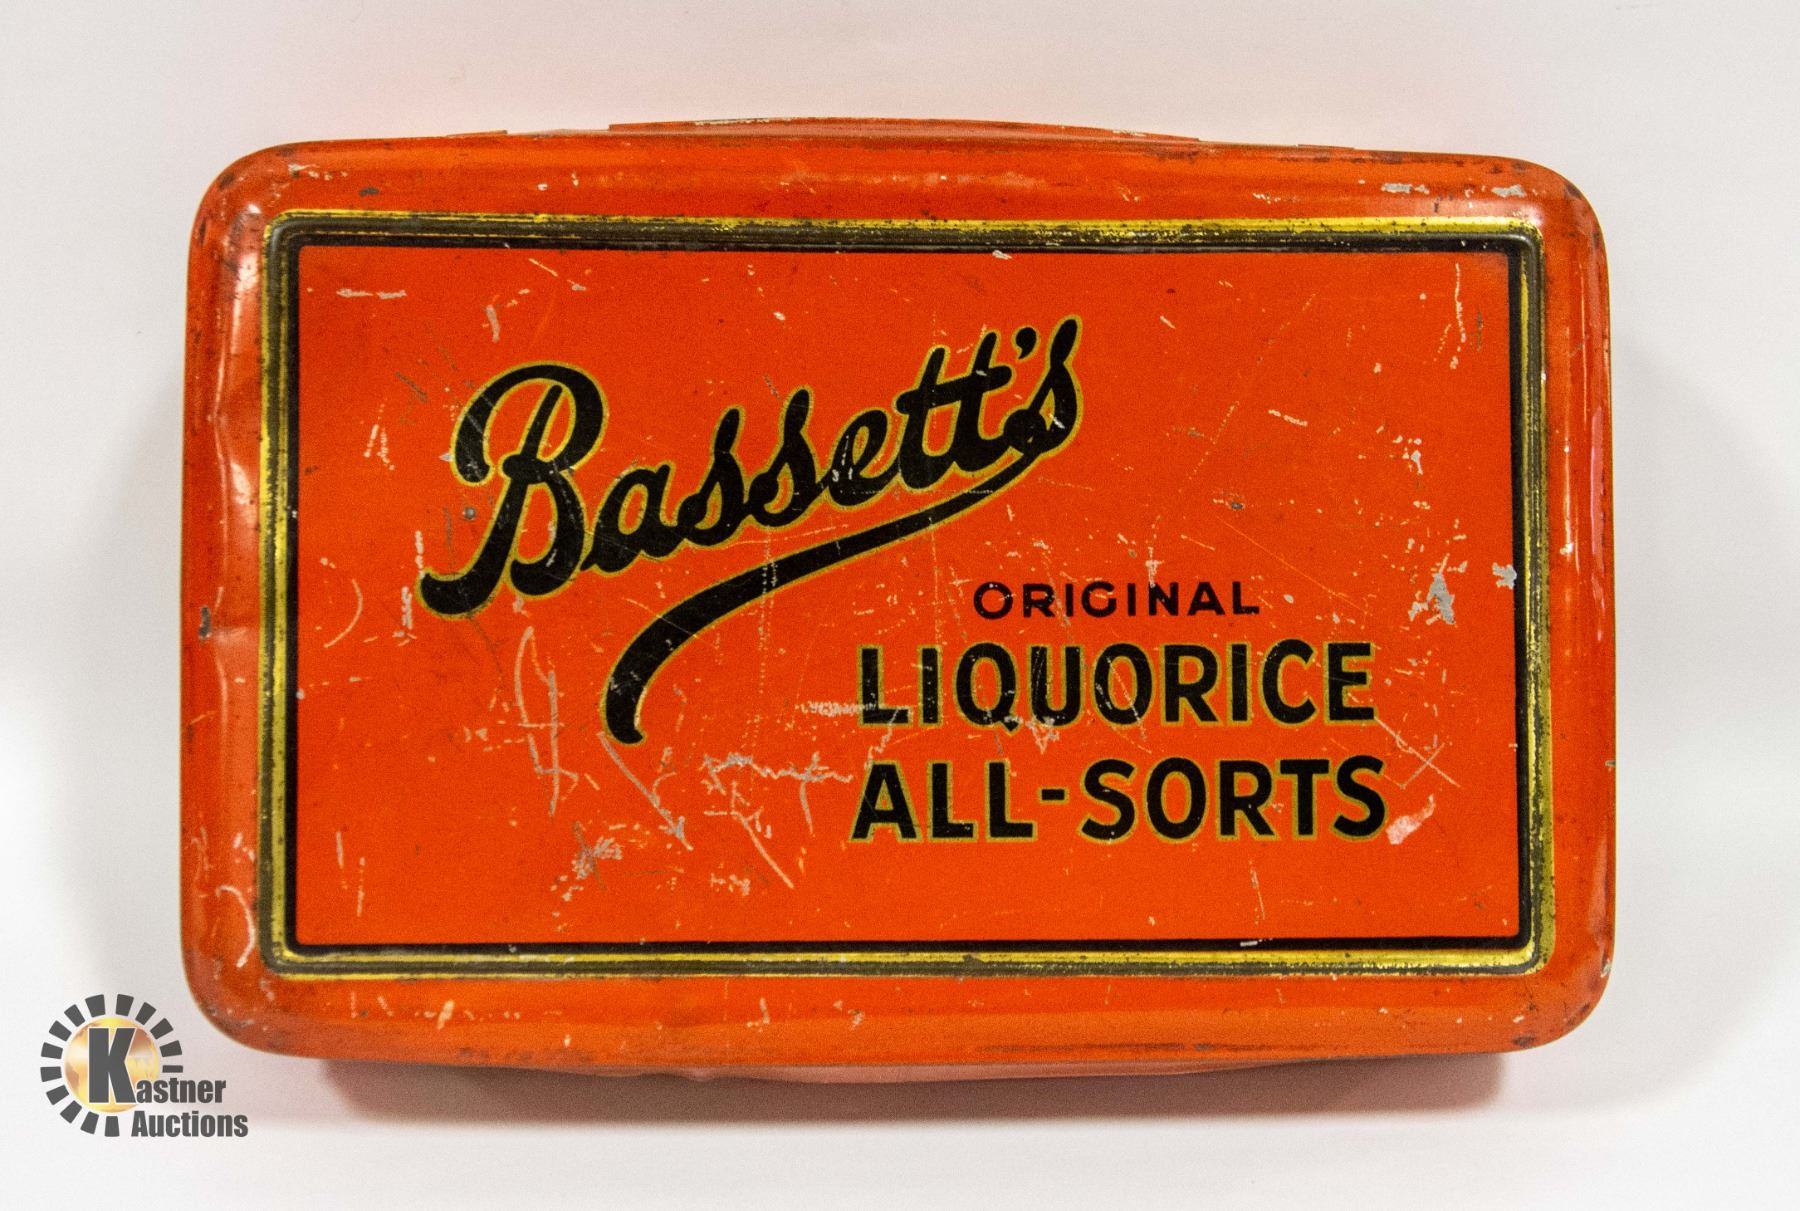 Bassett's
ORIGINAL
LIQUORICE
ALL-SORTS
Kastner
Auctions